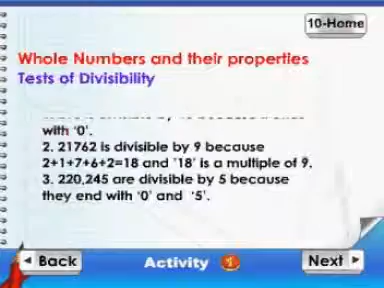 10-Home
Whole Numbers and their properties
Tests of Divisibility
with ‘0’.
2. 21762 is divisible by 9 because
2+1+7+6+2=18 and ’18’ is a multiple of 9.
3. 220,245 are divisible by 5 because
they end with ‘0’ and ‘5’.
Back
Activity 1
Next